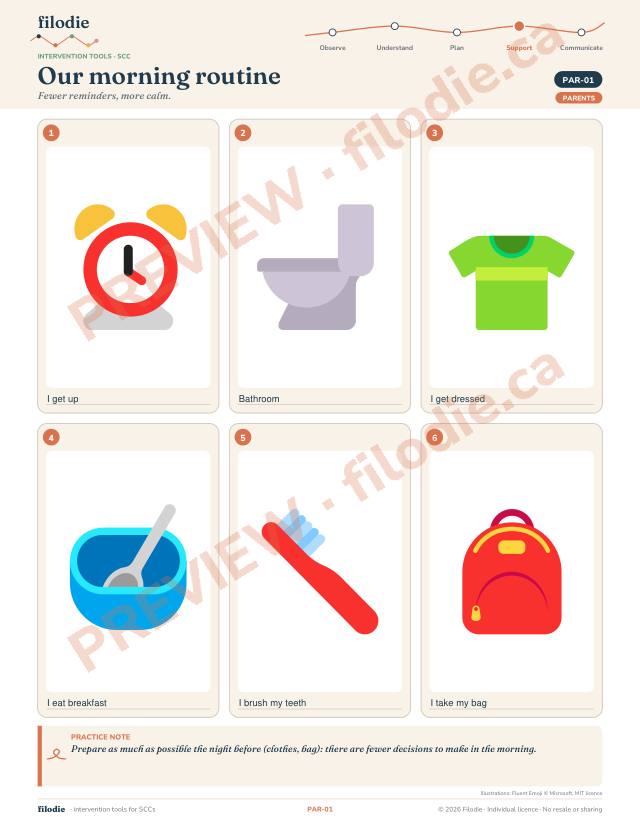 filodie
INTERVENTION TOOLS · SCC
Our morning routine
Fewer reminders, more calm.
Observe
Understand
Plan
Support
Communicate
PAR-01
PARENTS
1
2
3
I get up
Bathroom
I get dressed
4
5
6
I eat breakfast
I brush my teeth
I take my bag
PREVIEW · filodie.ca
PREVIEW · filodie.ca
PRACTICE NOTE
Prepare as much as possible the night before (clothes, bag): there are fewer decisions to make in the morning.
Illustrations: Fluent Emoji © Microsoft, MIT licence
filodie · intervention tools for SCCs
PAR-01
© 2026 Filodie · Individual licence · No resale or sharing